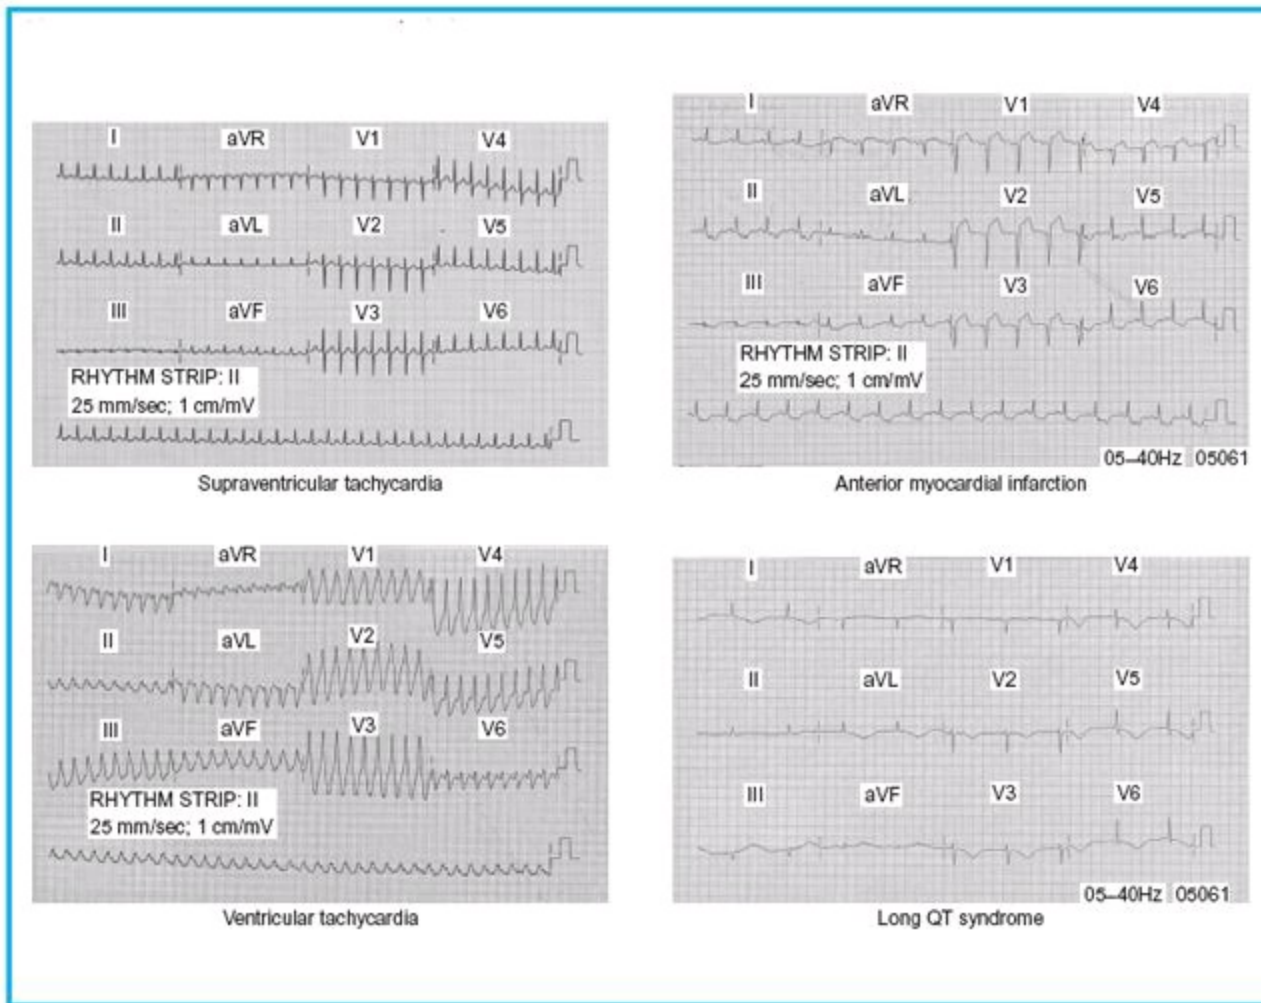 I aVR V1 V4
II aVL V2 V5
III aVF V3 V6
RHYTHM STRIP: II
25 mm/sec; 1 cm/mV
Supraventricular tachycardia
I aVR V1 V4
II aVL V2 V5
III aVF V3 V6
RHYTHM STRIP: II
25 mm/sec; 1 cm/mV
05–40Hz 05061
Anterior myocardial infarction
I aVR V1 V4
II aVL V2 V5
III aVF V3 V6
RHYTHM STRIP: II
25 mm/sec; 1 cm/mV
Ventricular tachycardia
I aVR V1 V4
II aVL V2 V5
III aVF V3 V6
05–40Hz 05061
Long QT syndrome